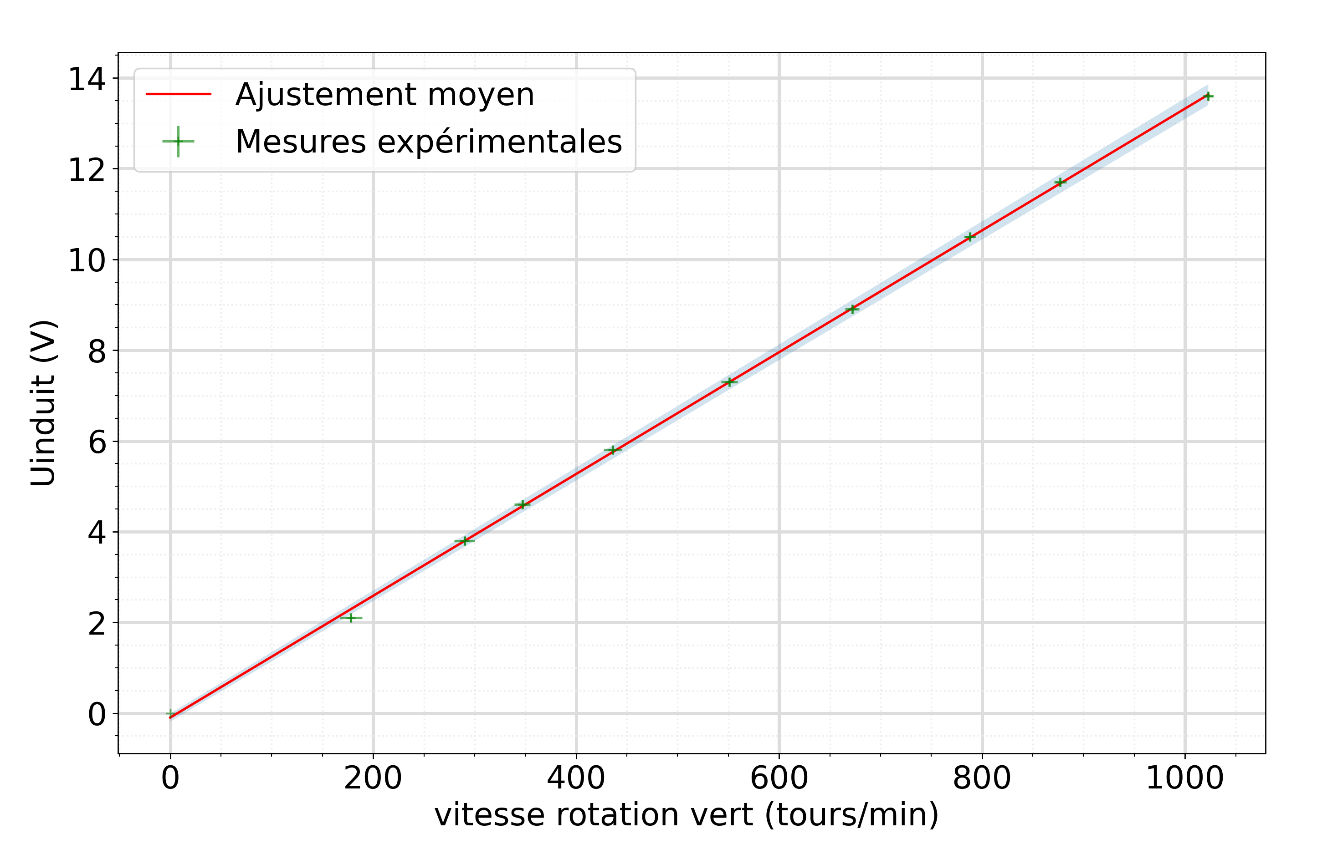 Ajustement moyen
Mesures expérimentales
14
12
10
8
6
4
2
0
Uinduit (V)
0 200 400 600 800 1000
vitesse rotation vert (tours/min)